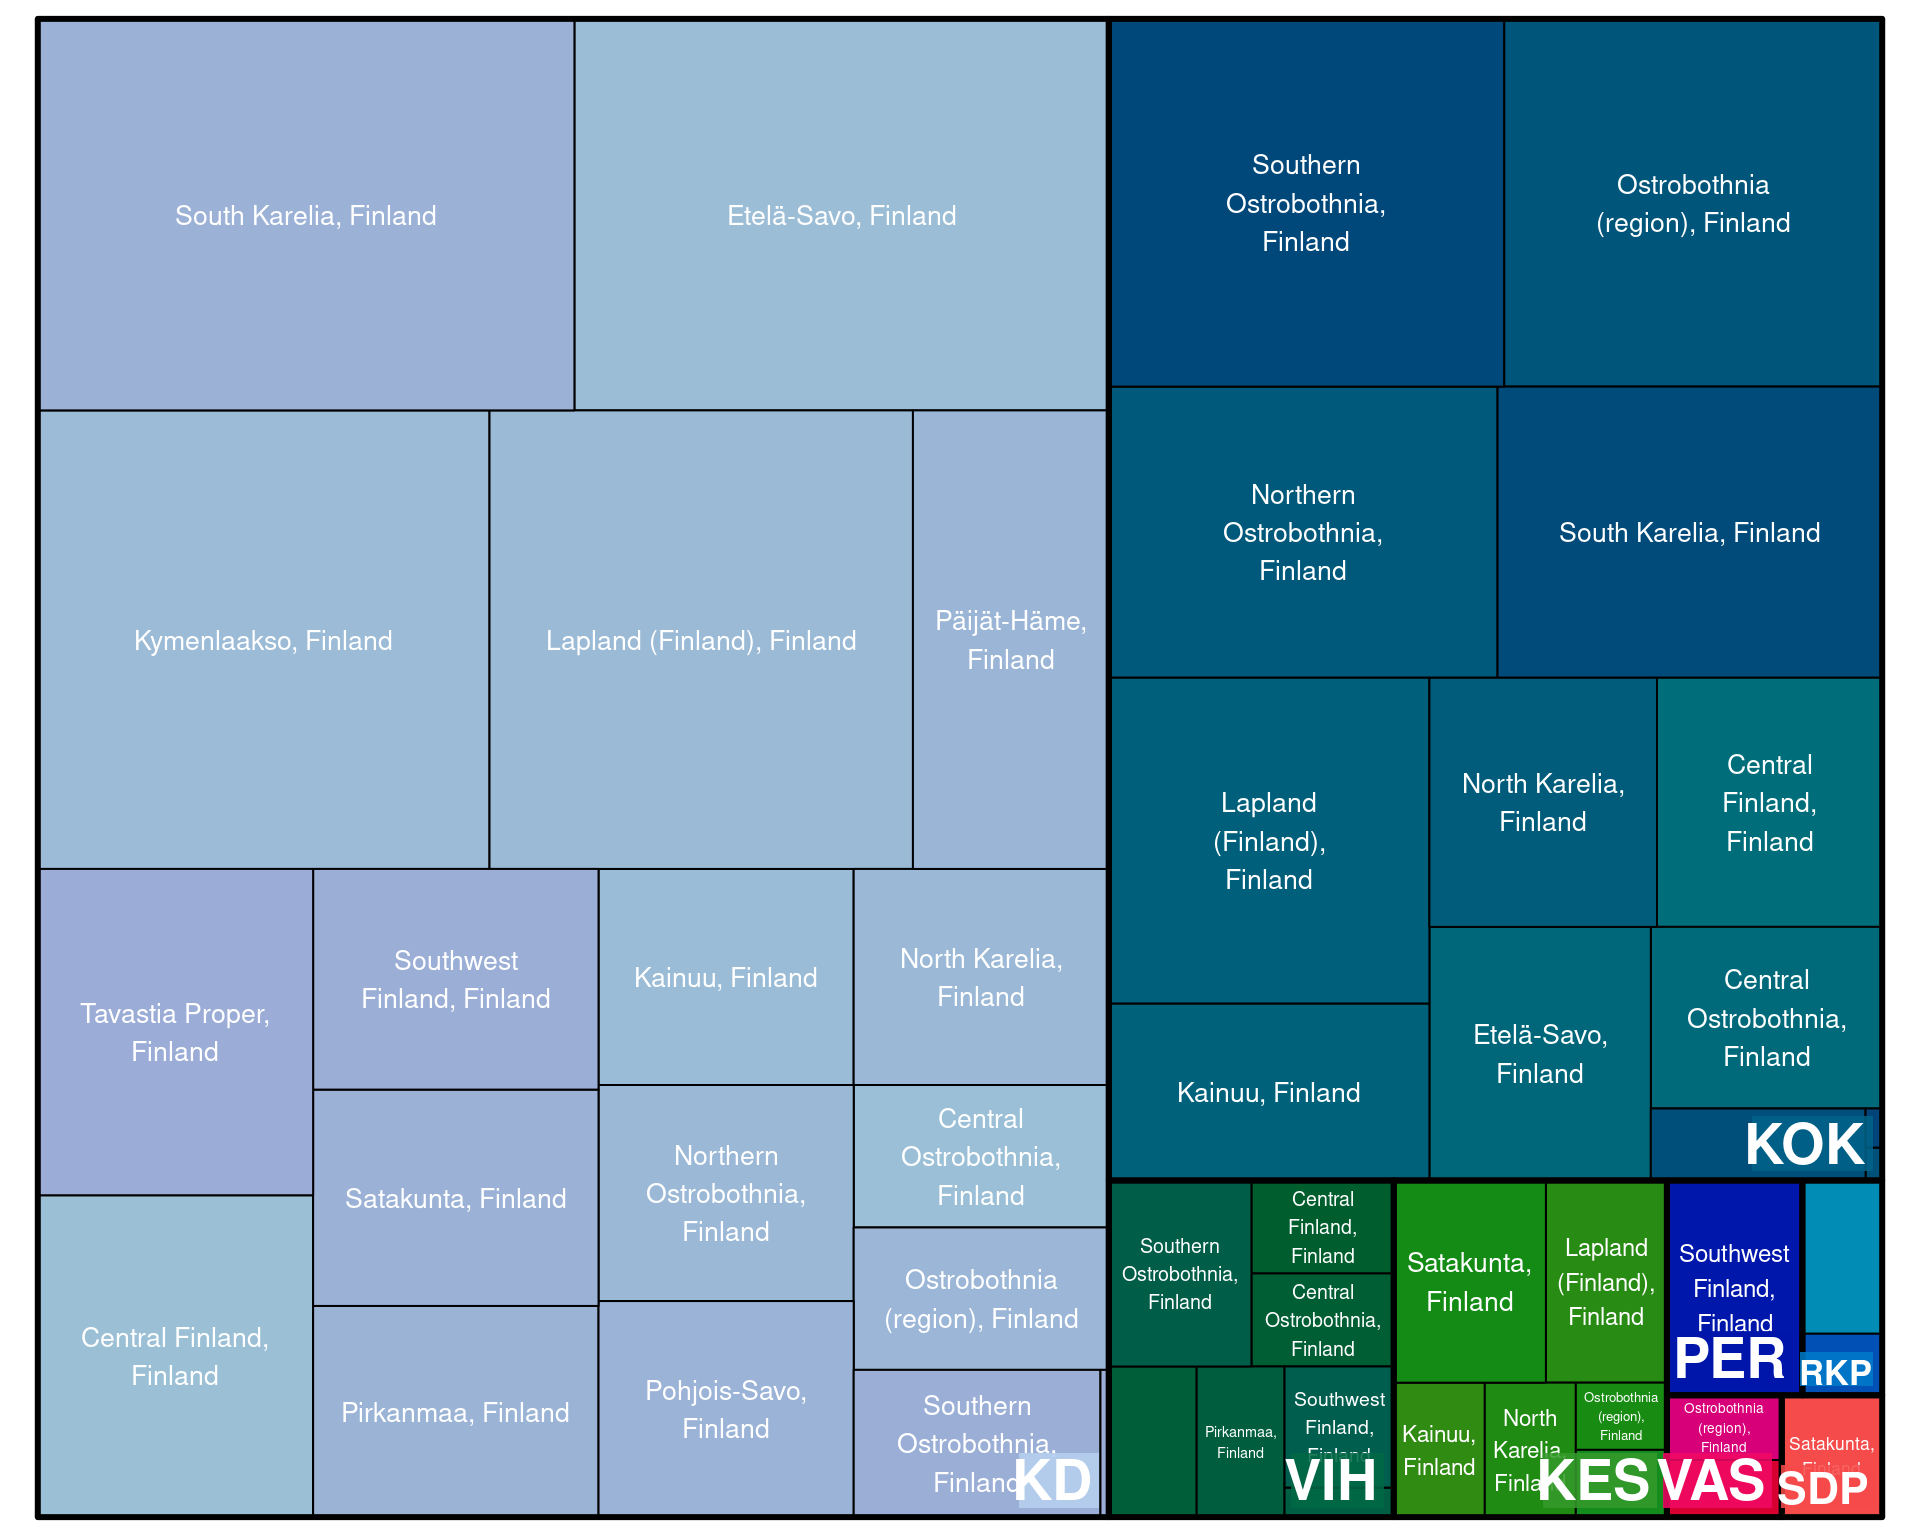 South Karelia, Finland
Etelä-Savo, Finland
Kymenlaakso, Finland
Lapland (Finland), Finland
Päijät-Häme,
Finland
Tavastia Proper,
Finland
Southwest
Finland, Finland
Kainuu, Finland
North Karelia,
Finland
Central Finland,
Finland
Satakunta, Finland
Pirkanmaa, Finland
Northern
Ostrobothnia,
Finland
Pohjois-Savo,
Finland
Central
Ostrobothnia,
Finland
Ostrobothnia
(region), Finland
Southern
Ostrobothnia,
Finland
KD
Southern
Ostrobothnia,
Finland
Ostrobothnia
(region), Finland
Northern
Ostrobothnia,
Finland
South Karelia, Finland
Lapland
(Finland),
Finland
North Karelia,
Finland
Central
Finland,
Finland
Kainuu, Finland
Etelä-Savo,
Finland
Central
Ostrobothnia,
Finland
KOK
Southern
Ostrobothnia,
Finland
Central
Finland,
Finland
Central
Ostrobothnia,
Finland
Pirkanmaa,
Finland
Southwest
Finland,
Finland
VIH
Satakunta,
Finland
Lapland
(Finland),
Finland
Kainuu,
Finland
North
Karelia,
Finland
Ostrobothnia
(region),
Finland
KES
Southwest
Finland,
Finland
PER
RKP
Ostrobothnia
(region),
Finland
VAS
Satakunta,
Finland
SDP